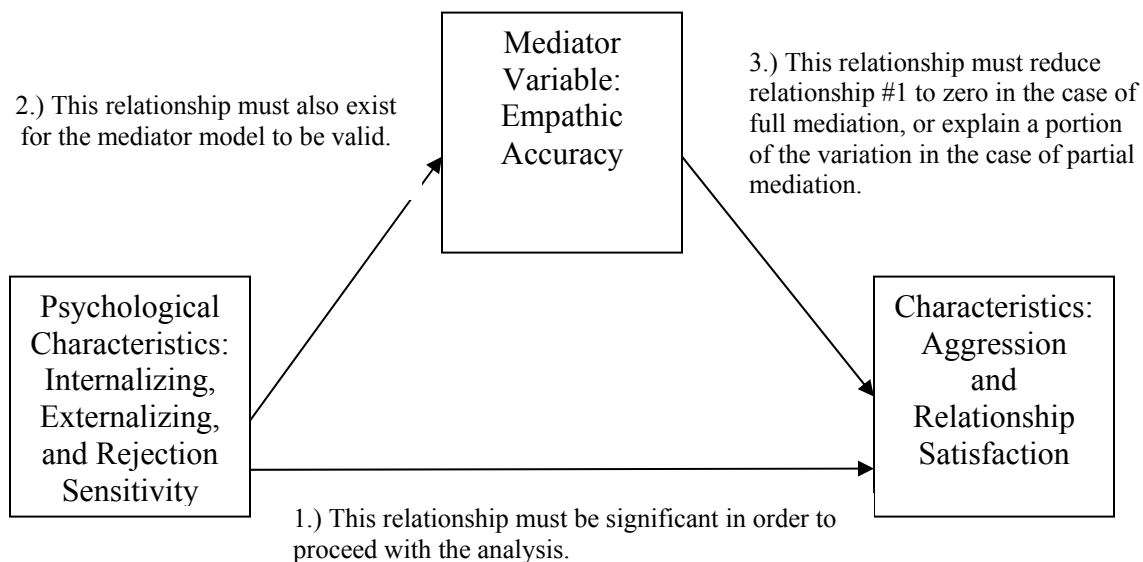 Mediator
Variable:
Empathic
Accuracy
3.) This relationship must reduce
relationship #1 to zero in the case of
full mediation, or explain a portion
of the variation in the case of partial
mediation.
2.) This relationship must also exist
for the mediator model to be valid.
Psychological
Characteristics:
Internalizing,
Externalizing,
and Rejection
Sensitivity
Characteristics:
Aggression
and
Relationship
Satisfaction
1.) This relationship must be significant in order to
proceed with the analysis.